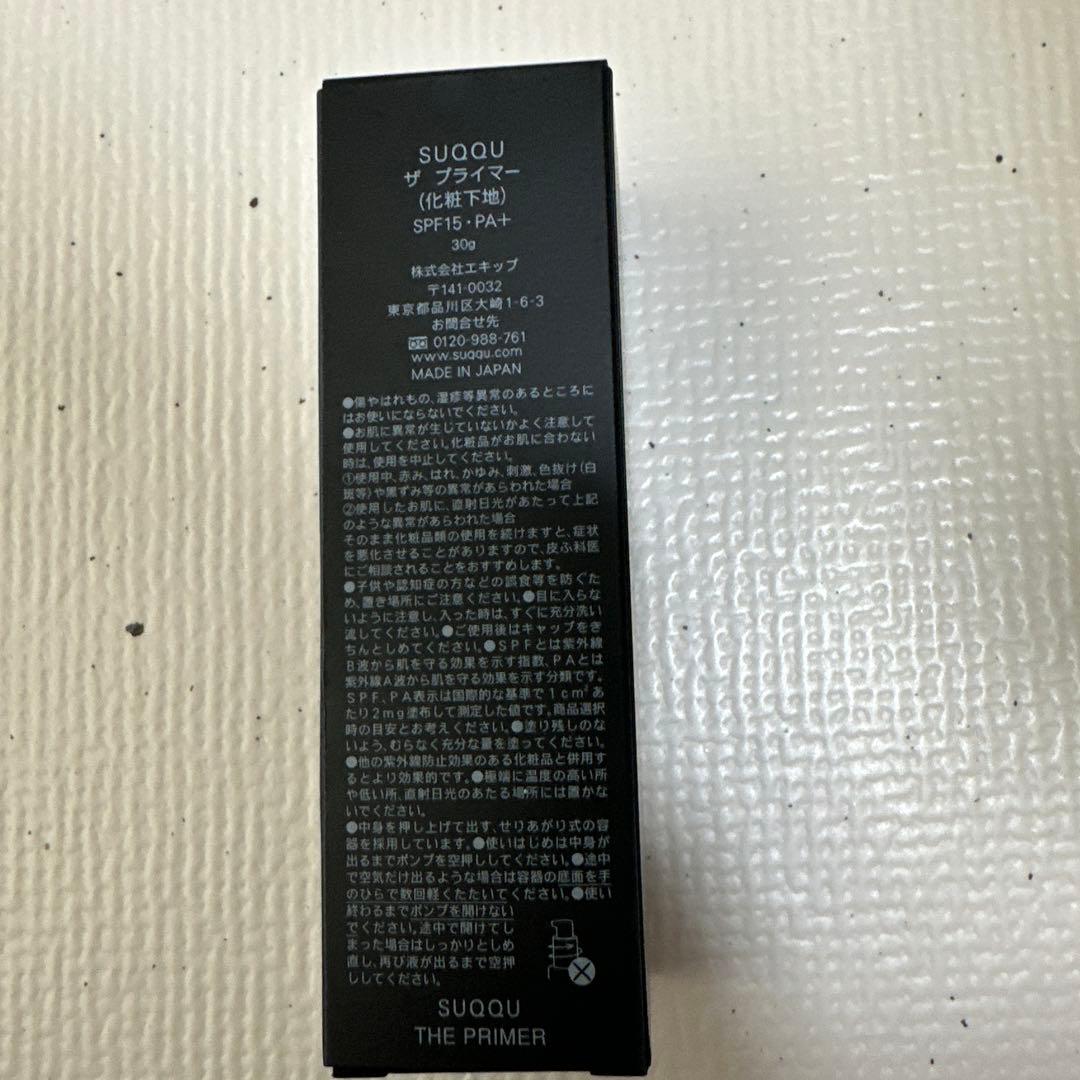 SUQQU
ザ プライマー
(化粧下地)
SPF15・PA+
30g
株式会社エキップ
〒141-0032
東京都品川区大崎1-6-3
お問合せ先
0120-988-761
www.suqqu.com
MADE IN JAPAN
●傷やはれもの、湿疹等異常のあるところに
はお使いにならないでください。
●お肌に異常が生じていないかよく注意して
使用してください。化粧品がお肌に合わない
時は、使用を中止してください。
①使用中、赤み、はれ、かゆみ、刺激、色抜け(白
斑等)や黒ずみ等の異常があらわれた場合
②使用したお肌に、直射日光があたって上記
のような異常があらわれた場合
そのまま化粧品類の使用を続けますと、症状
を悪化させることがありますので、皮ふ科医
にご相談されることをおすすめします。
●子供や認知症の方などの誤食等を防ぐた
め、置き場所にご注意ください。●目に入らな
いように注意し、入った時は、すぐに充分洗い
流してください。●ご使用後はキャップをき
ちんとしめてください。●SPFとは紫外線
B波から肌を守る効果を示す指数、PAとは
紫外線A波から肌を守る効果を示す分類です。
SPF、PA表示は国際的な基準で1cm²あ
たり2mg塗布して測定した値です。商品選択
時の目安とお考えください。●塗り残しのな
いよう、むらなく充分な量を塗ってください。
●他の紫外線防止効果のある化粧品と併用す
るとより効果的です。●極端に温度の高い所
や低い所、直射日光のあたる場所には置かな
いでください。
●中身を押し上げて出す、せりあがり式の容
器を採用しています。●使いはじめは中身が
出るまでポンプを空押ししてください。●途中
で空気だけ出るような場合は容器の底面を手
のひらで数回軽くたたいてください。●使い
終わるまでポンプを開けない
でください。途中で開けてし
まった場合はしっかりとしめ
直し、再び液が出るまで空押
ししてください。
SUQQU
THE PRIMER